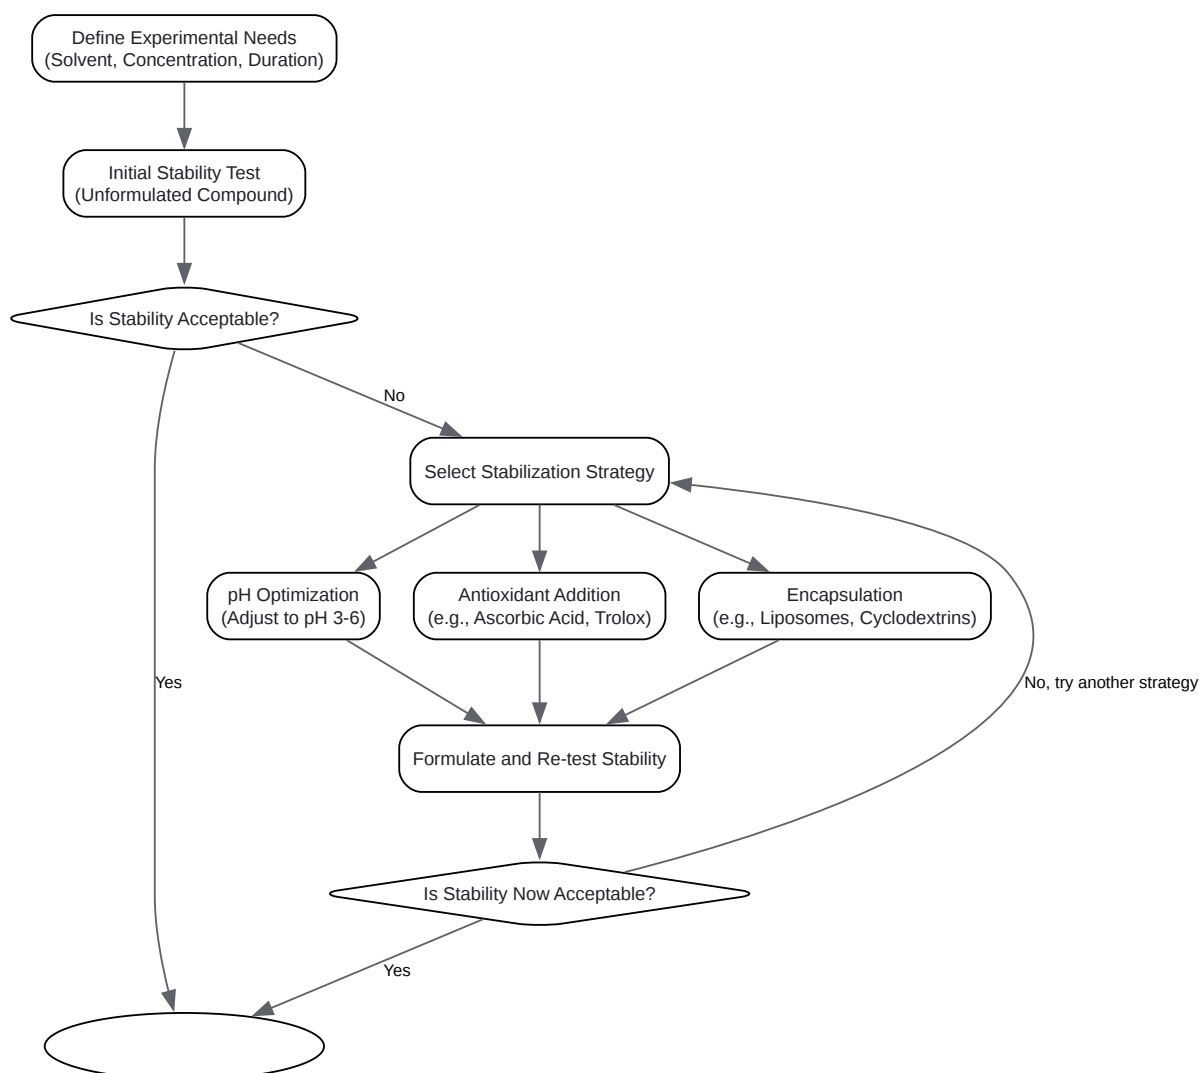 Define Experimental Needs
(Solvent, Concentration, Duration)
Initial Stability Test
(Unformulated Compound)
Is Stability Acceptable?
No
Select Stabilization Strategy
pH Optimization
(Adjust to pH 3-6)
Antioxidant Addition
(e.g., Ascorbic Acid, Trolox)
Encapsulation
(e.g., Liposomes, Cyclodextrins)
Yes
No, try another strategy
Formulate and Re-test Stability
Is Stability Now Acceptable?
Yes